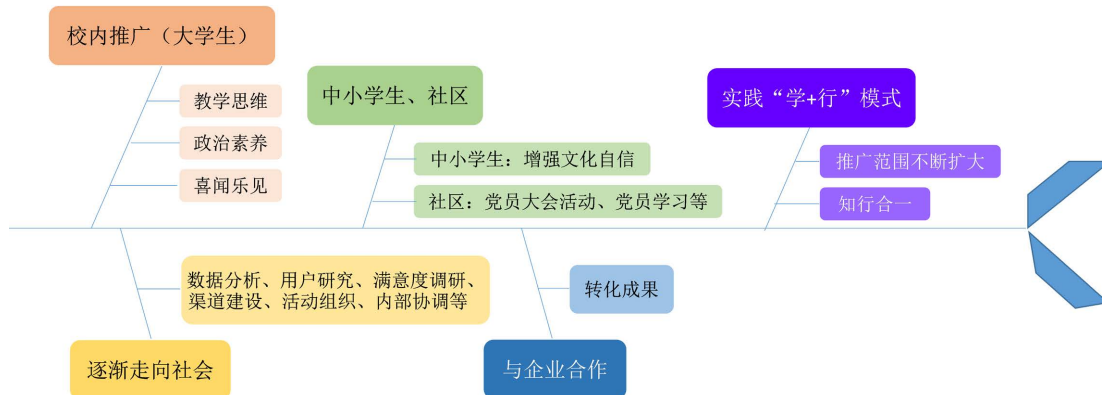 校内推广（大学生）
教学思维
政治素养
喜闻乐见
中小学生、社区
中小学生：增强文化自信
社区：党员大会活动、党员学习等
实践“学+行”模式
推广范围不断扩大
知行合一
数据分析、用户研究、满意度调研、
渠道建设、活动组织、内部协调等
逐渐走向社会
转化成果
与企业合作